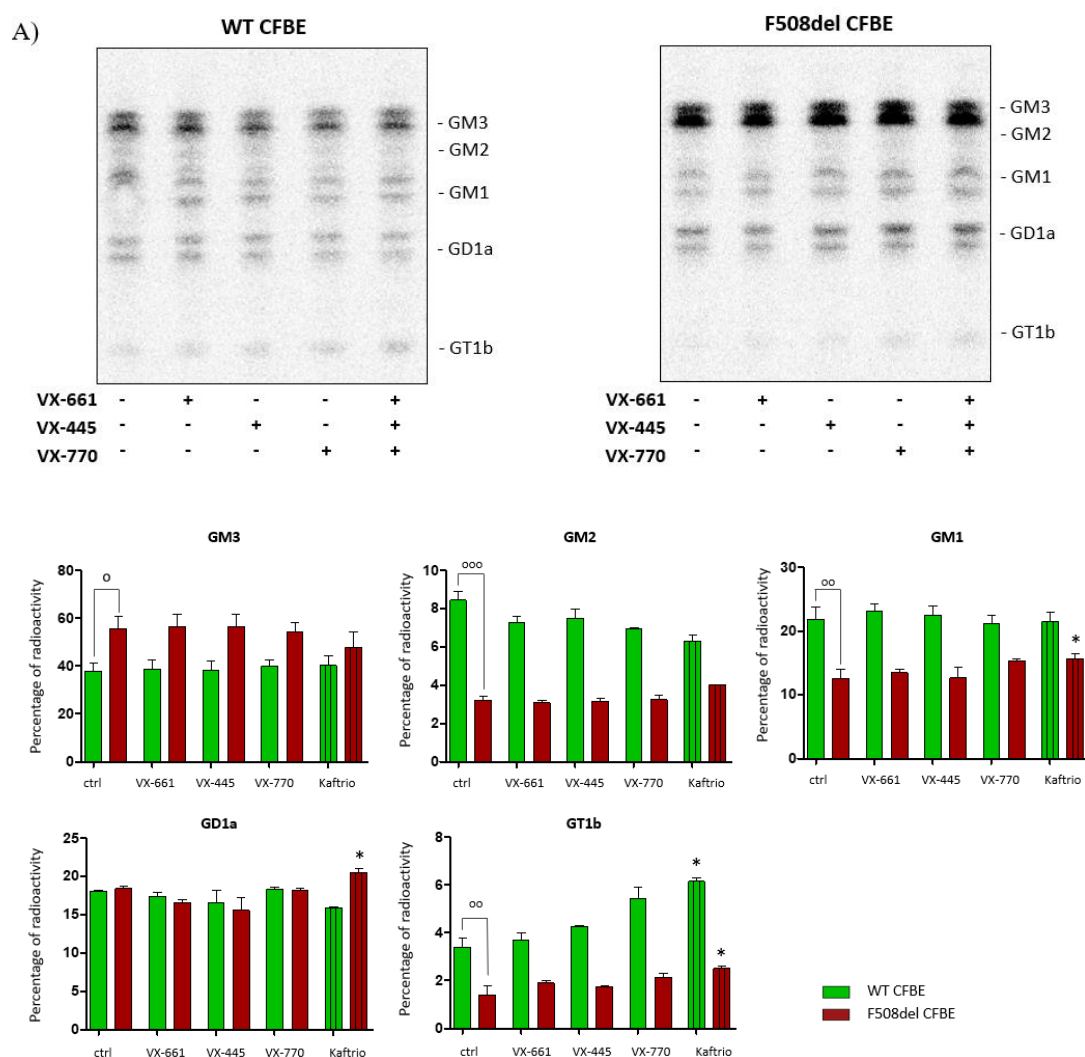 A)
WT CFBE
- GM3
- GM2
- GM1
- GD1a
- GT1b
VX-661 - + - - +
VX-445 - - + - +
VX-770 - - - + +
F508del CFBE
- GM3
- GM2
- GM1
- GD1a
- GT1b
VX-661 - + - - +
VX-445 - - + - +
VX-770 - - - + +
GM3
Percentage of radioactivity
80
60
40
20
0
o
ctrl VX-661 VX-445 VX-770 Kaftrio
GM2
Percentage of radioactivity
8
6
4
2
0
ooo
ctrl VX-661 VX-445 VX-770 Kaftrio
GM1
Percentage of radioactivity
30
20
10
0
oo
*
ctrl VX-661 VX-445 VX-770 Kaftrio
GD1a
Percentage of radioactivity
25
20
15
10
5
0
*
ctrl VX-661 VX-445 VX-770 Kaftrio
GT1b
Percentage of radioactivity
8
6
4
2
0
oo
*
*
ctrl VX-661 VX-445 VX-770 Kaftrio
WT CFBE
F508del CFBE